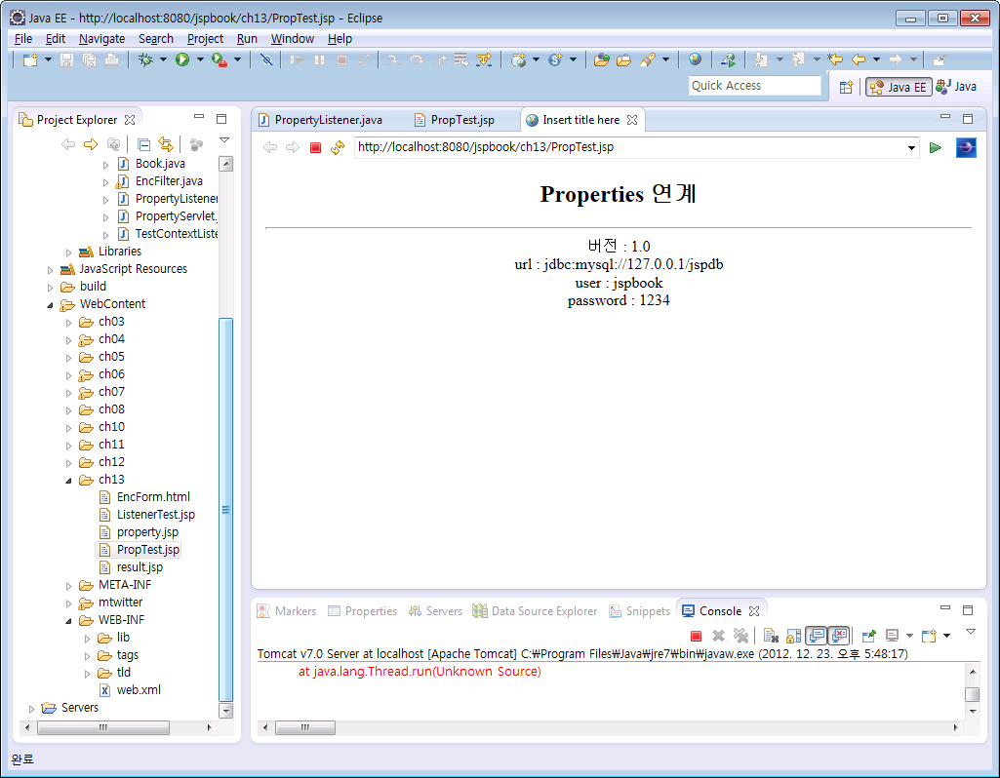 Java EE - http://localhost:8080/jspbook/ch13/PropTest.jsp - Eclipse
File Edit Navigate Search Project Run Window Help
Quick Access
Java EE
Java
Project Explorer
Book.java
EncFilter.java
PropertyListener
PropertyServlet.
TestContextListe
Libraries
JavaScript Resources
build
WebContent
ch03
ch04
ch05
ch06
ch07
ch08
ch10
ch11
ch12
ch13
EncForm.html
ListenerTest.jsp
property.jsp
PropTest.jsp
result.jsp
META-INF
mtwitter
WEB-INF
lib
tags
tld
web.xml
Servers
PropertyListener.java
PropTest.jsp
Insert title here
http://localhost:8080/jspbook/ch13/PropTest.jsp
Properties 연계
버전 : 1.0
url : jdbc:mysql://127.0.0.1/jspdb
user : jspbook
password : 1234
Markers
Properties
Servers
Data Source Explorer
Snippets
Console
Tomcat v7.0 Server at localhost [Apache Tomcat] C:₩Program Files₩Java₩jre7₩bin₩javaw.exe (2012. 12. 23. 오후 5:48:17)
at java.lang.Thread.run(Unknown Source)
완료